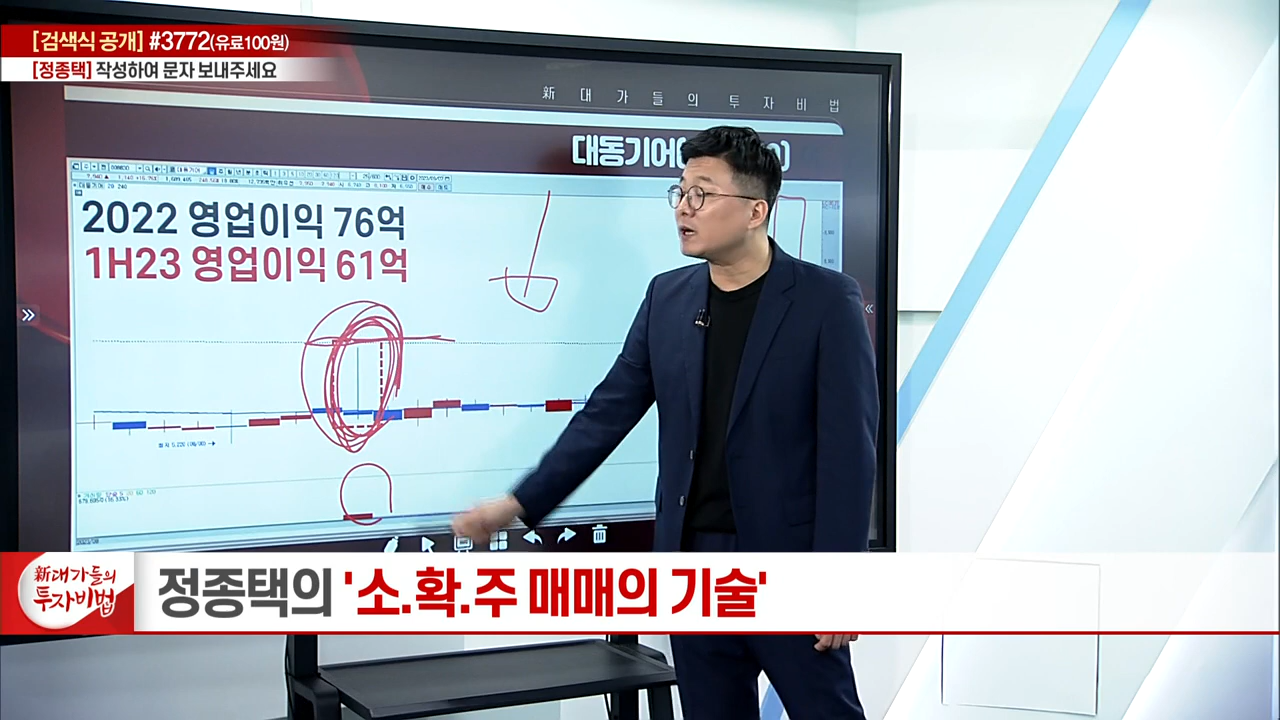 [검색식 공개] #3772(유료100원)
[정종택] 작성하여 문자 보내주세요
新 대 가 들 의 투 자 비 법
대동기어(
2022 영업이익 76억
1H23 영업이익 61억
新대가들의
투자비법
정종택의 '소.확.주 매매의 기술'